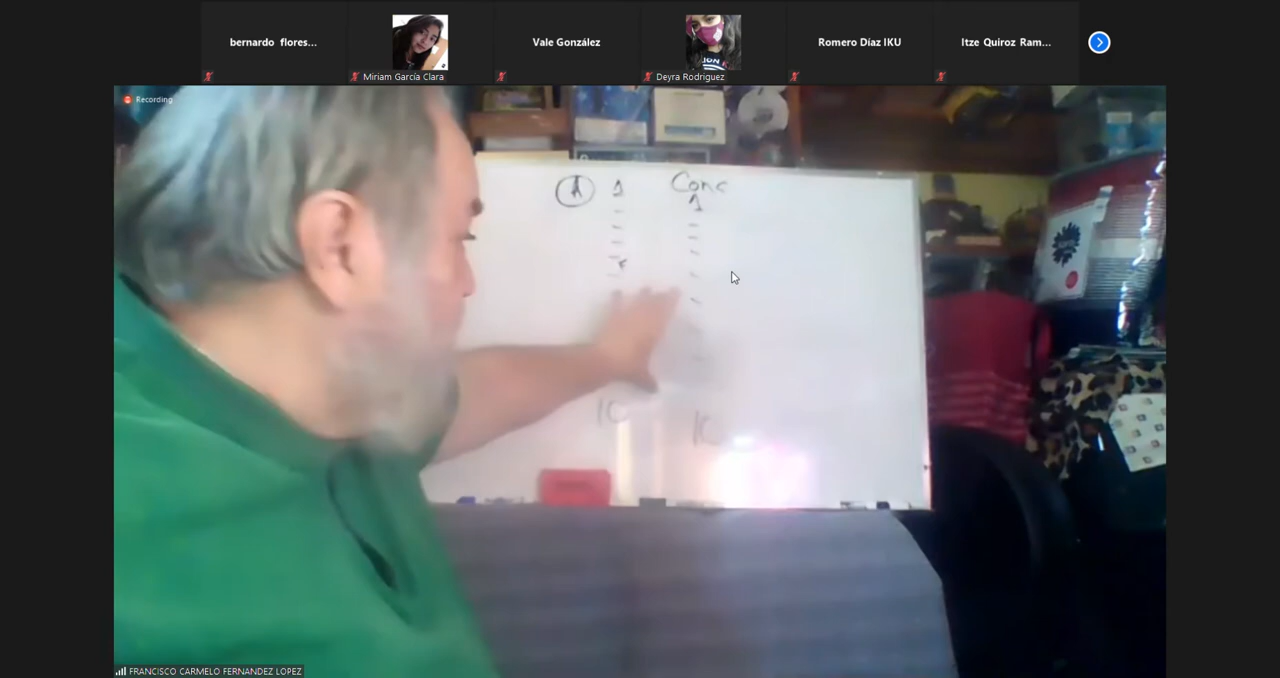 bernardo flores...
Vale González
Romero Díaz IKU
Itze Quiroz Ram...
Miriam García Clara
Deyra Rodriguez
Recording
A 1 Conc
1
10 10
FRANCISCO CARMELO FERNANDEZ LOPEZ